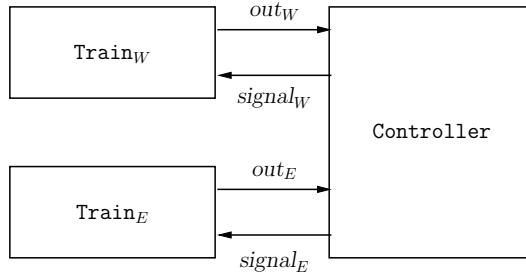 out_W
Train_W
signal_W
Controller
out_E
Train_E
signal_E